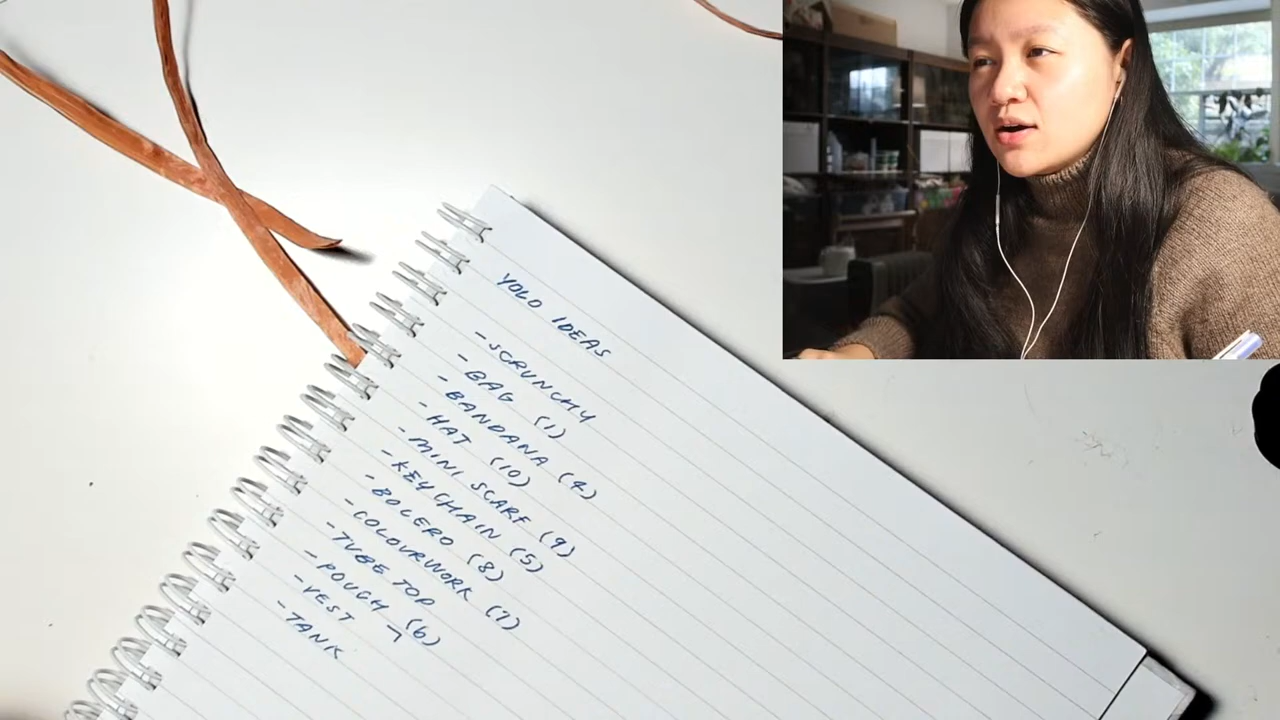 YOLO IDEAS
- SCRUNCHY
- BAG (1)
- BANDANA (4)
- HAT (10)
- MINI SCARF (9)
- KEYCHAIN (5)
- BOLERO (8)
- COLOURWORK (7)
- TUBE TOP
- POUCH (6)
- VEST
- TANK